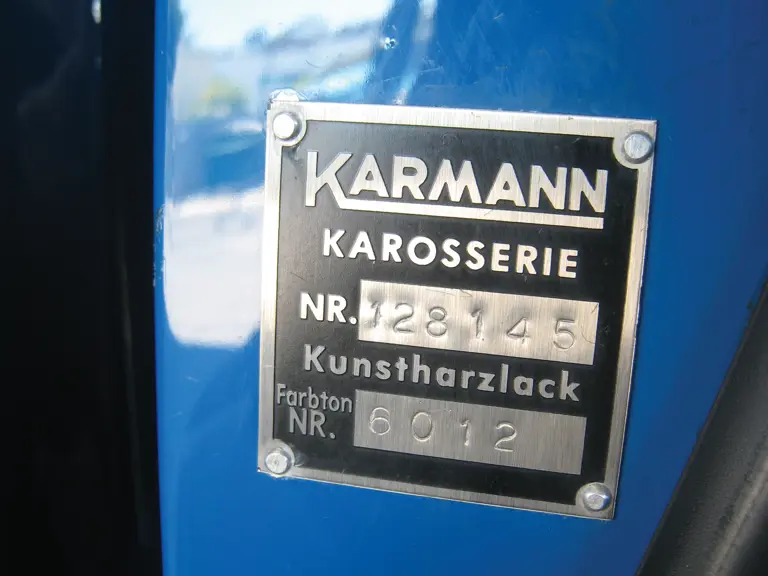 KARMANN
KAROSSERIE
NR. 128145
Kunstharzlack
Farbton
NR. 6012